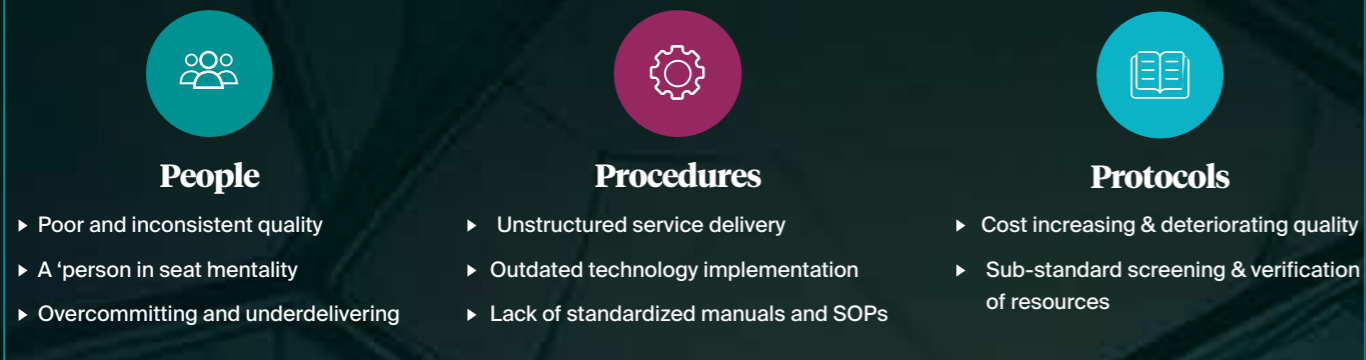 People
Poor and inconsistent quality
A ‘person in seat mentality
Overcommitting and underdelivering
Procedures
Unstructured service delivery
Outdated technology implementation
Lack of standardized manuals and SOPs
Protocols
Cost increasing & deteriorating quality
Sub-standard screening & verification
of resources